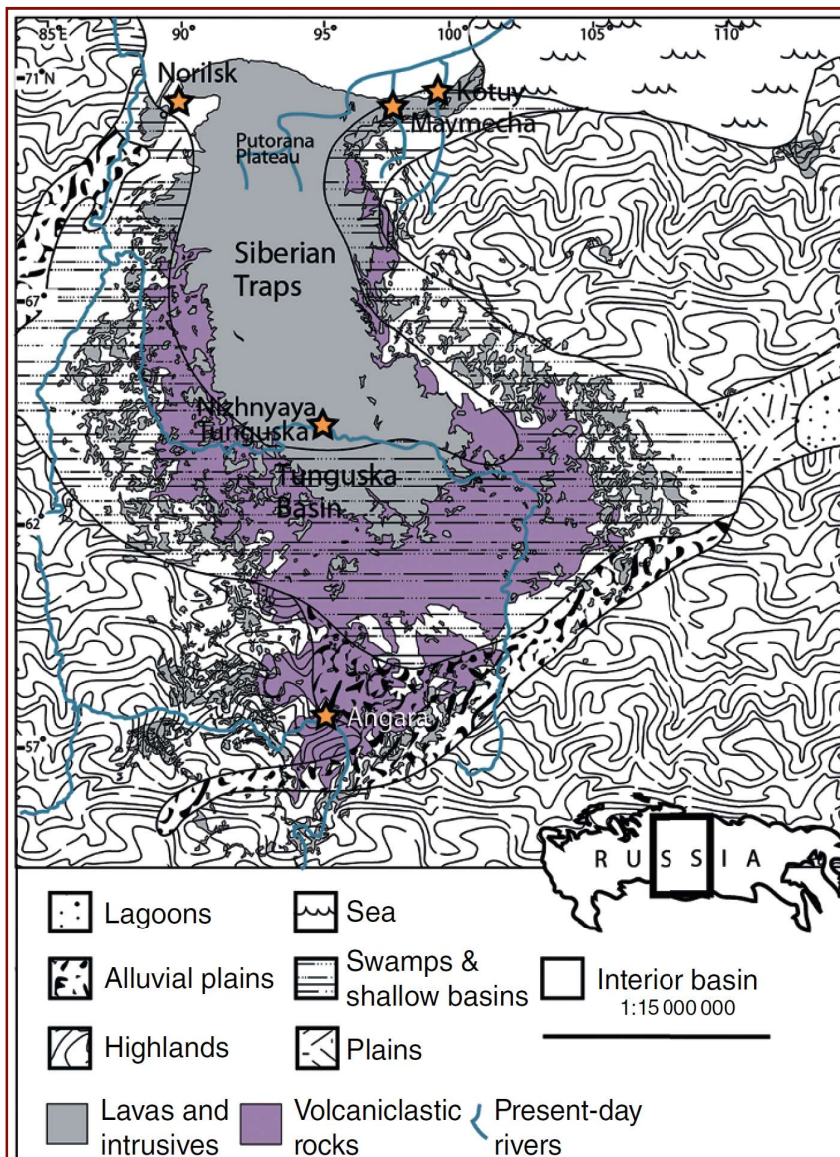 85°E 90° 95° 100° 105° 110°
71°N
Norilsk
Kotuy
Maymecha
Putorana
Plateau
Siberian
Traps
67°
Nizhnyaya
Tunguska
Tunguska
Basin
62°
Angara
57°
RUSSIA
Lagoons
Sea
Alluvial plains
Swamps &
shallow basins
Interior basin
1:15 000 000
Highlands
Plains
Lavas and
intrusives
Volcaniclastic
rocks
Present-day
rivers